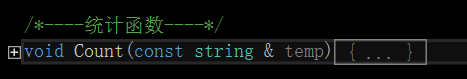 /*----统计函数----*/
void Count(const string & temp) { ... }